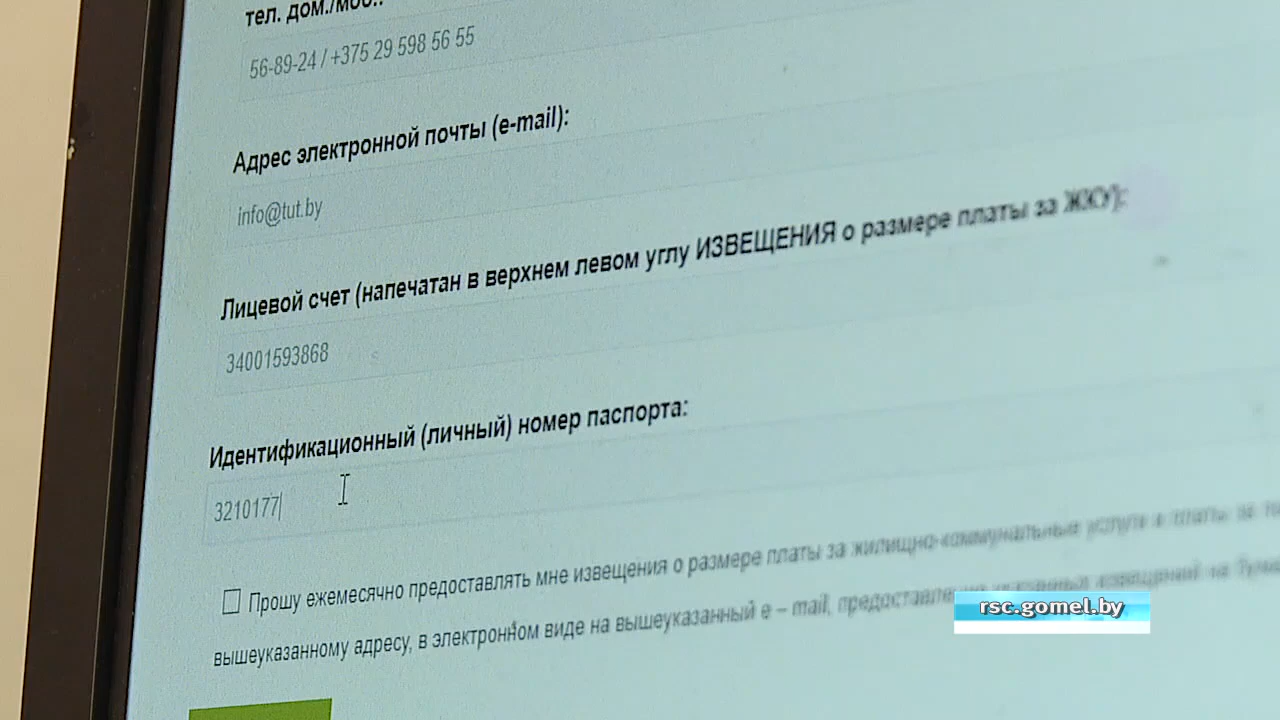 тел. дом./моб.:
56-89-24 / +375 29 598 56 55
Адрес электронной почты (e-mail):
info@tut.by
Лицевой счет (напечатан в верхнем левом углу ИЗВЕЩЕНИЯ о размере платы за ЖКУ):
34001593868
Идентификационный (личный) номер паспорта:
3210177
Прошу ежемесячно предоставлять мне извещения о размере платы за жилищно-коммунальные услуги и платы за
вышеуказанному адресу, в электронном виде на вышеуказанный e – mail, предоставление извещений на
rsc.gomel.by